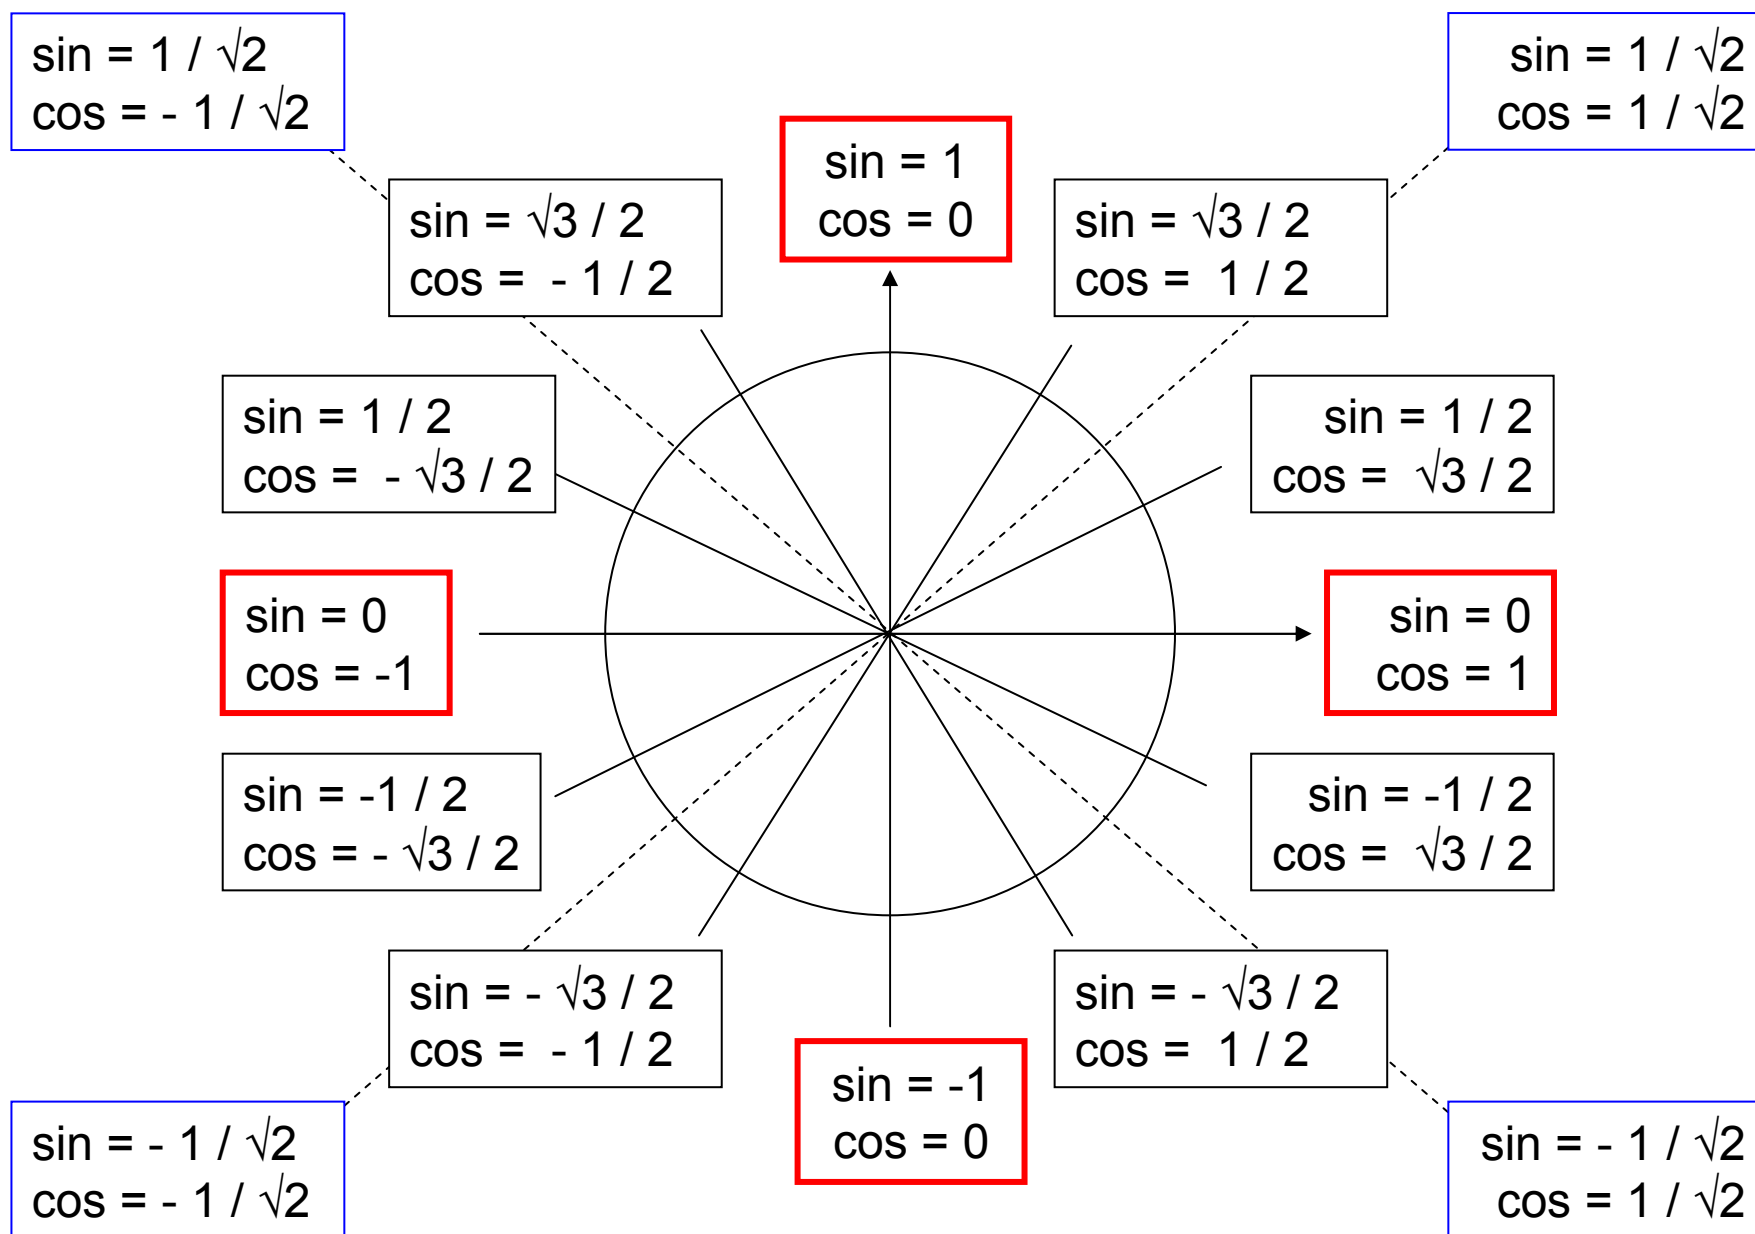 sin = 1 / √2
cos = - 1 / √2
sin = 1 / √2
cos = 1 / √2
sin = 1
cos = 0
sin = √3 / 2
cos = - 1 / 2
sin = √3 / 2
cos = 1 / 2
sin = 1 / 2
cos = - √3 / 2
sin = 1 / 2
cos = √3 / 2
sin = 0
cos = -1
sin = 0
cos = 1
sin = -1 / 2
cos = - √3 / 2
sin = -1 / 2
cos = √3 / 2
sin = - √3 / 2
cos = - 1 / 2
sin = - √3 / 2
cos = 1 / 2
sin = -1
cos = 0
sin = - 1 / √2
cos = - 1 / √2
sin = - 1 / √2
cos = 1 / √2